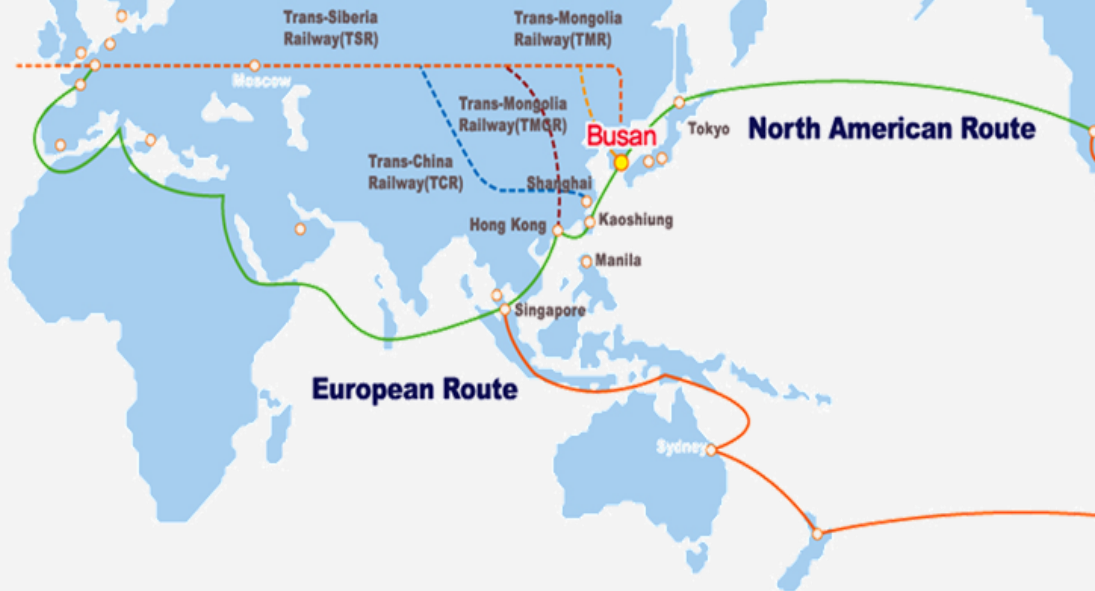 Trans-Siberia
Railway(TSR)
Trans-Mongolia
Railway(TMR)
Moscow
Trans-Mongolia
Railway(TMGR)
Busan
Tokyo
North American Route
Trans-China
Railway(TCR)
Shanghai
Hong Kong
Kaoshiung
Manila
Singapore
European Route
Sydney